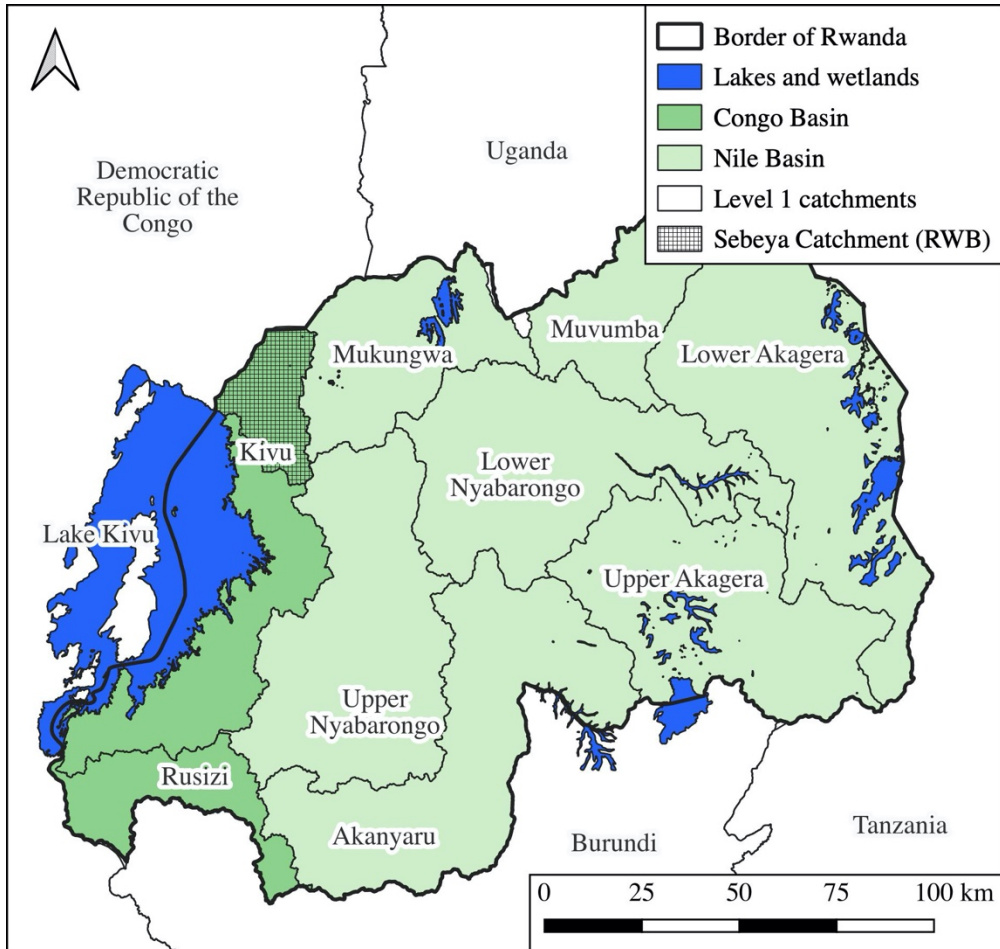 Border of Rwanda
Lakes and wetlands
Congo Basin
Nile Basin
Level 1 catchments
Sebeya Catchment (RWB)
Democratic
Republic of the
Congo
Uganda
Mukungwa
Muvumba
Lower Akagera
Kivu
Lower
Nyabarongo
Lake Kivu
Upper Akagera
Upper
Nyabarongo
Rusizi
Akanyaru
Burundi
Tanzania
0 25 50 75 100 km